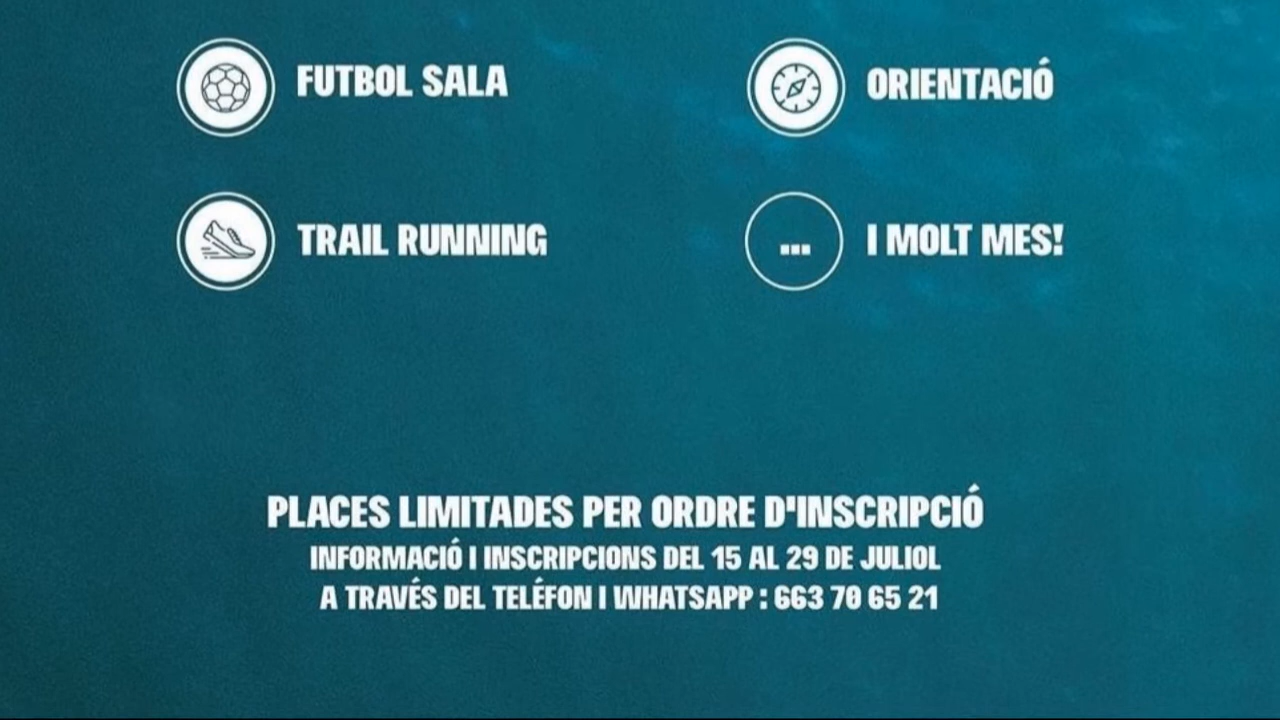 FUTBOL SALA
ORIENTACIÓ
TRAIL RUNNING
... I MOLT MES!
PLACES LIMITADES PER ORDRE D'INSCRIPCIÓ
INFORMACIÓ I INSCRIPCIONS DEL 15 AL 29 DE JULIOL
A TRAVÉS DEL TELÉFON I WHATSAPP : 663 70 65 21